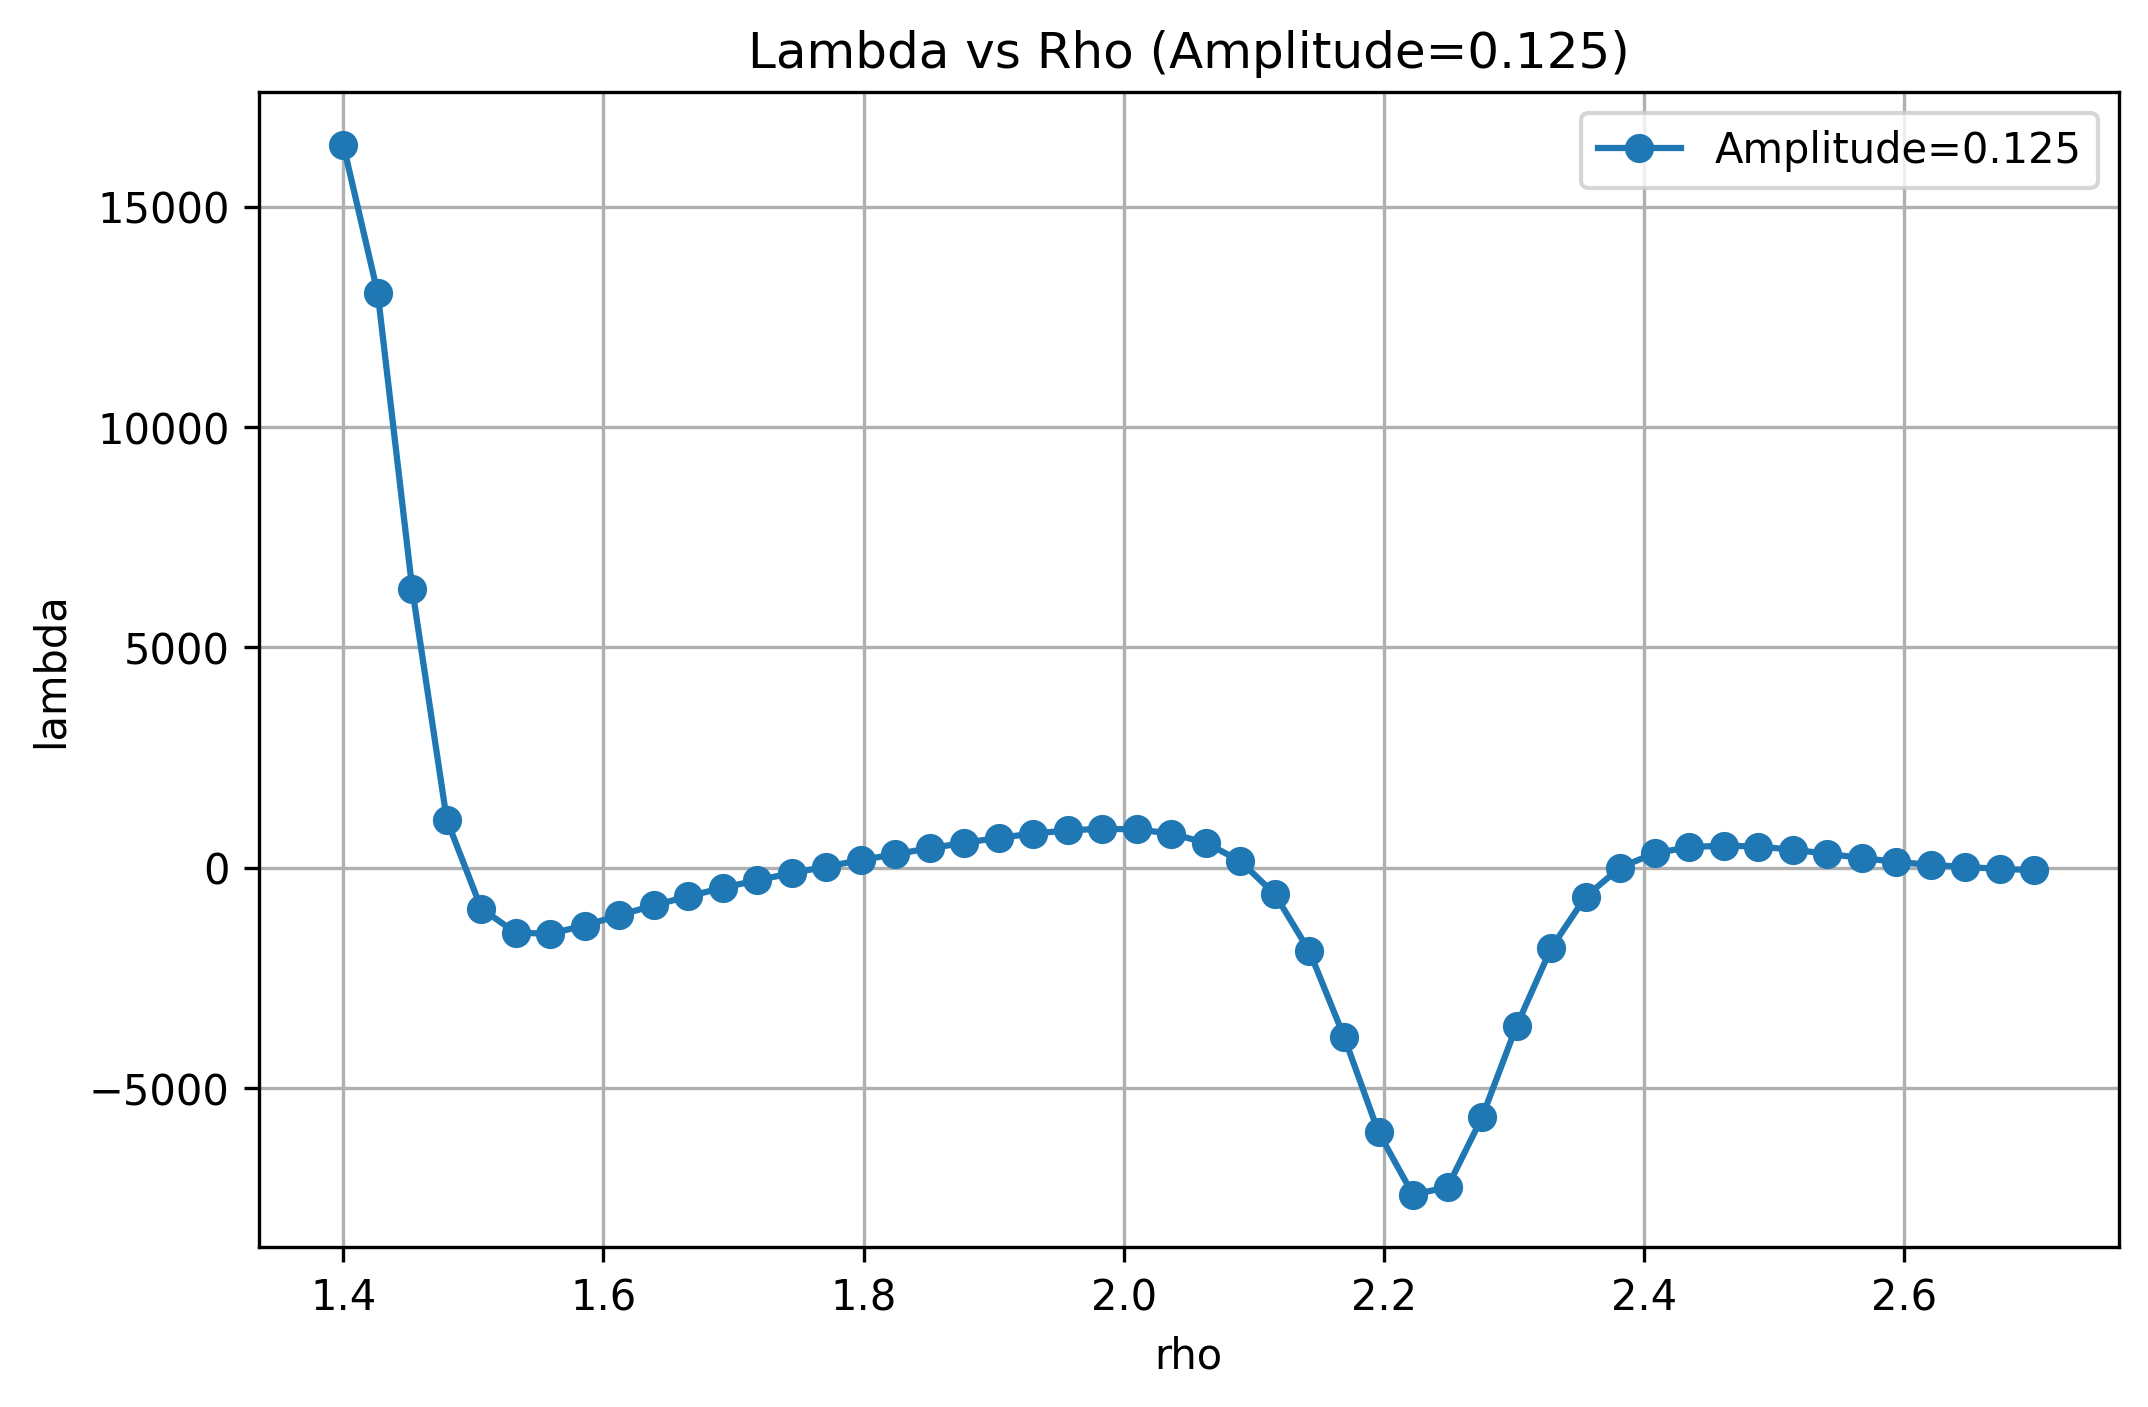 Lambda vs Rho (Amplitude=0.125)
Amplitude=0.125
15000
10000
5000
0
−5000
lambda
1.4 1.6 1.8 2.0 2.2 2.4 2.6
rho